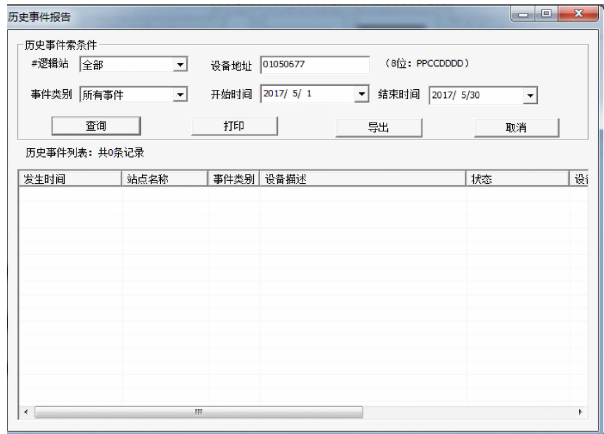 历史事件报告
历史事件索条件
#逻辑站 全部 设备地址 01050677 (8位: PPCCDDDD)
事件类别 所有事件 开始时间 2017/ 5/ 1 结束时间 2017/ 5/30
查询 打印 导出 取消
历史事件列表: 共0条记录
发生时间 站点名称 事件类别 设备描述 状态 设